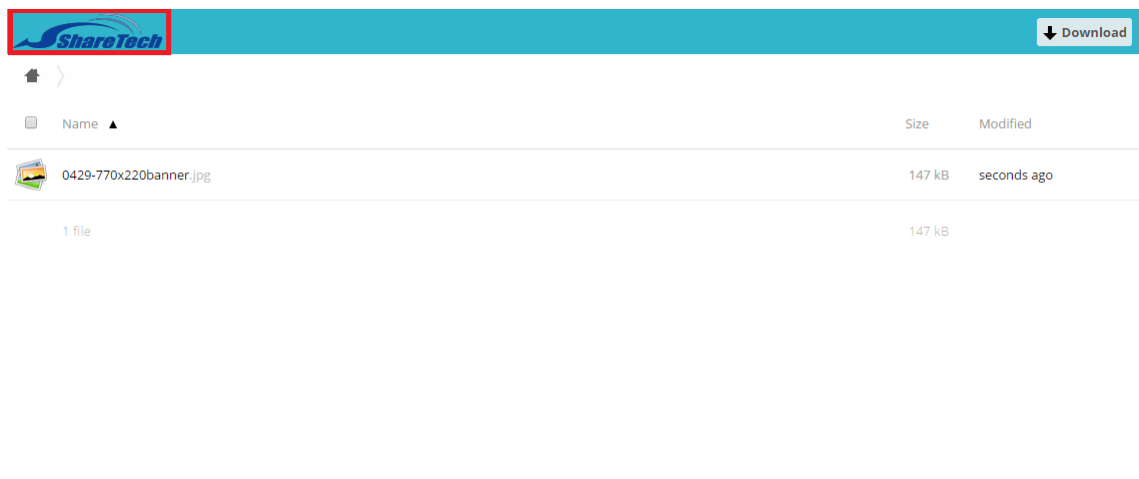 ShareTech
Download
Name ▲
Size
Modified
0429-770x220banner.jpg
147 kB
seconds ago
1 file
147 kB